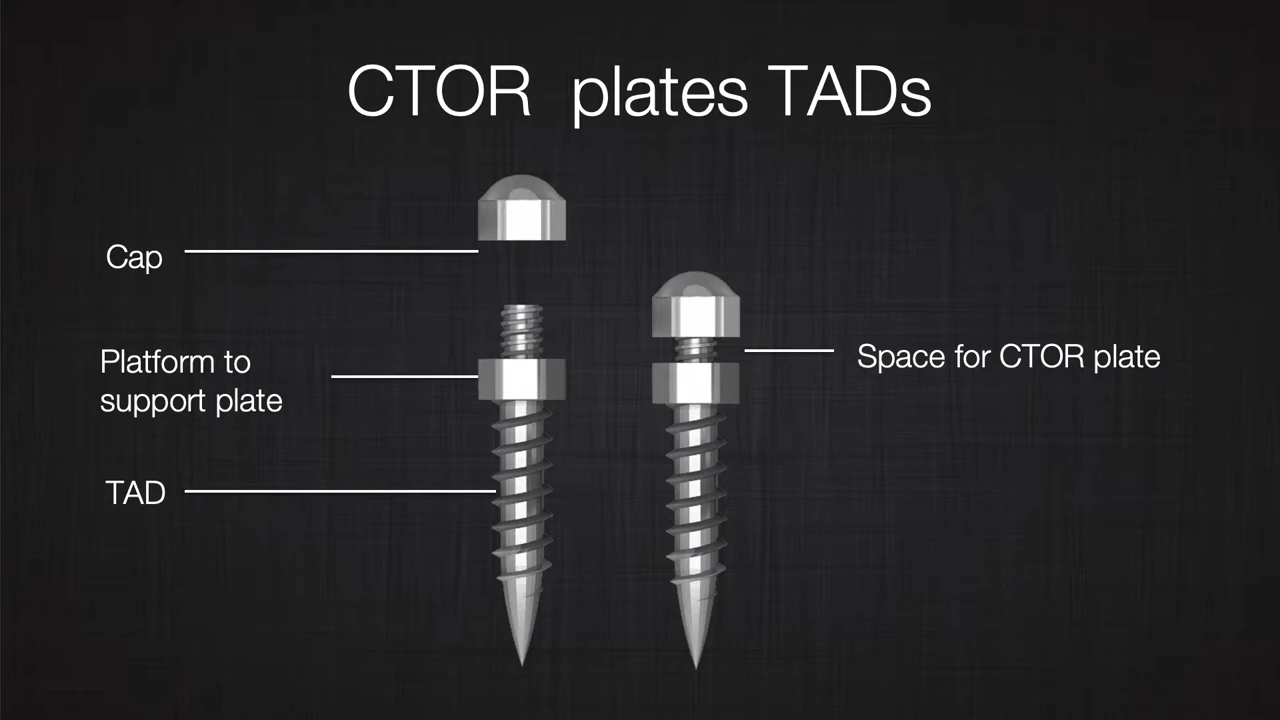 CTOR plates TADs
Cap
Platform to
support plate
TAD
Space for CTOR plate